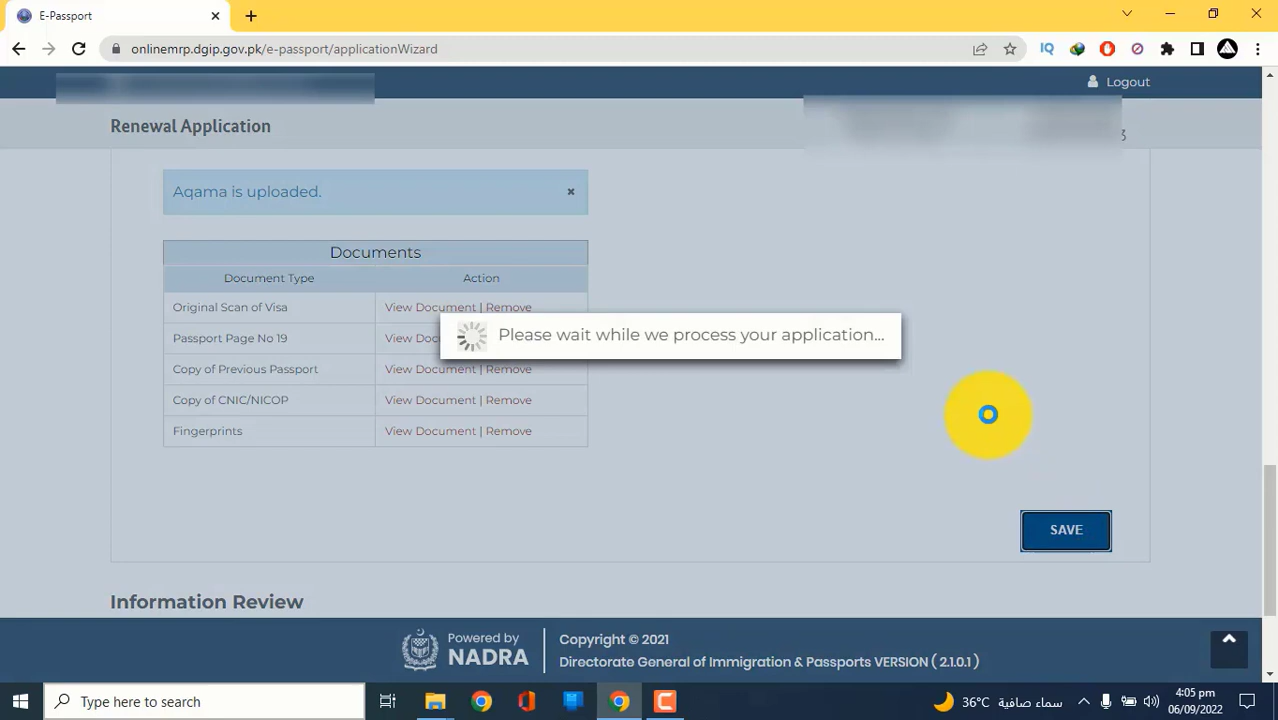 E-Passport
onlinemrp.dgip.gov.pk/e-passport/applicationWizard
IQ
Logout
Renewal Application
Aqama is uploaded.
Documents
Document Type Action
Original Scan of Visa View Document | Remove
Passport Page No 19 View
Please wait while we process your application...
Copy of Previous Passport View Document | Remove
Copy of CNIC/NICOP View Document | Remove
Fingerprints View Document | Remove
SAVE
Information Review
Powered by
NADRA
Copyright © 2021
Directorate General of Immigration & Passports VERSION ( 2.1.0.1 )
Type here to search
36°C سماء صافية
4:05 pm
06/09/2022